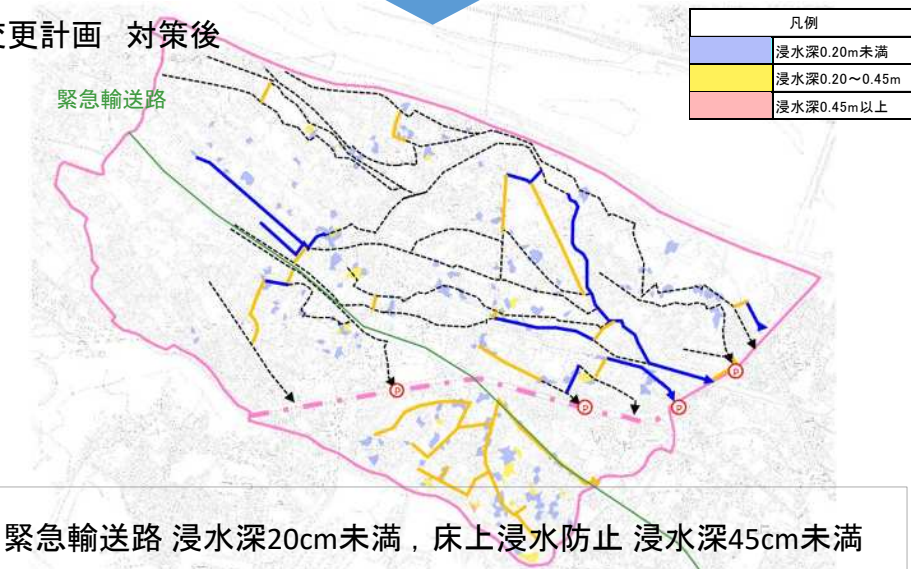 変更計画 対策後
凡例
浸水深0.20m未満
浸水深0.20～0.45m
浸水深0.45m以上
緊急輸送路
P
P
P
P
緊急輸送路 浸水深20cm未満，床上浸水防止 浸水深45cm未満